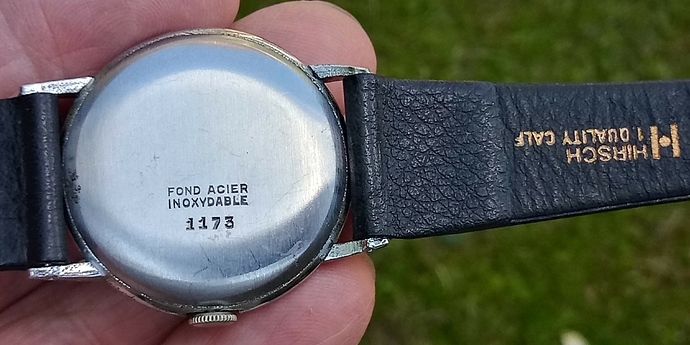 FOND ACIER
INOXYDABLE
1173
HIRSCH
1. QUALITY CALF